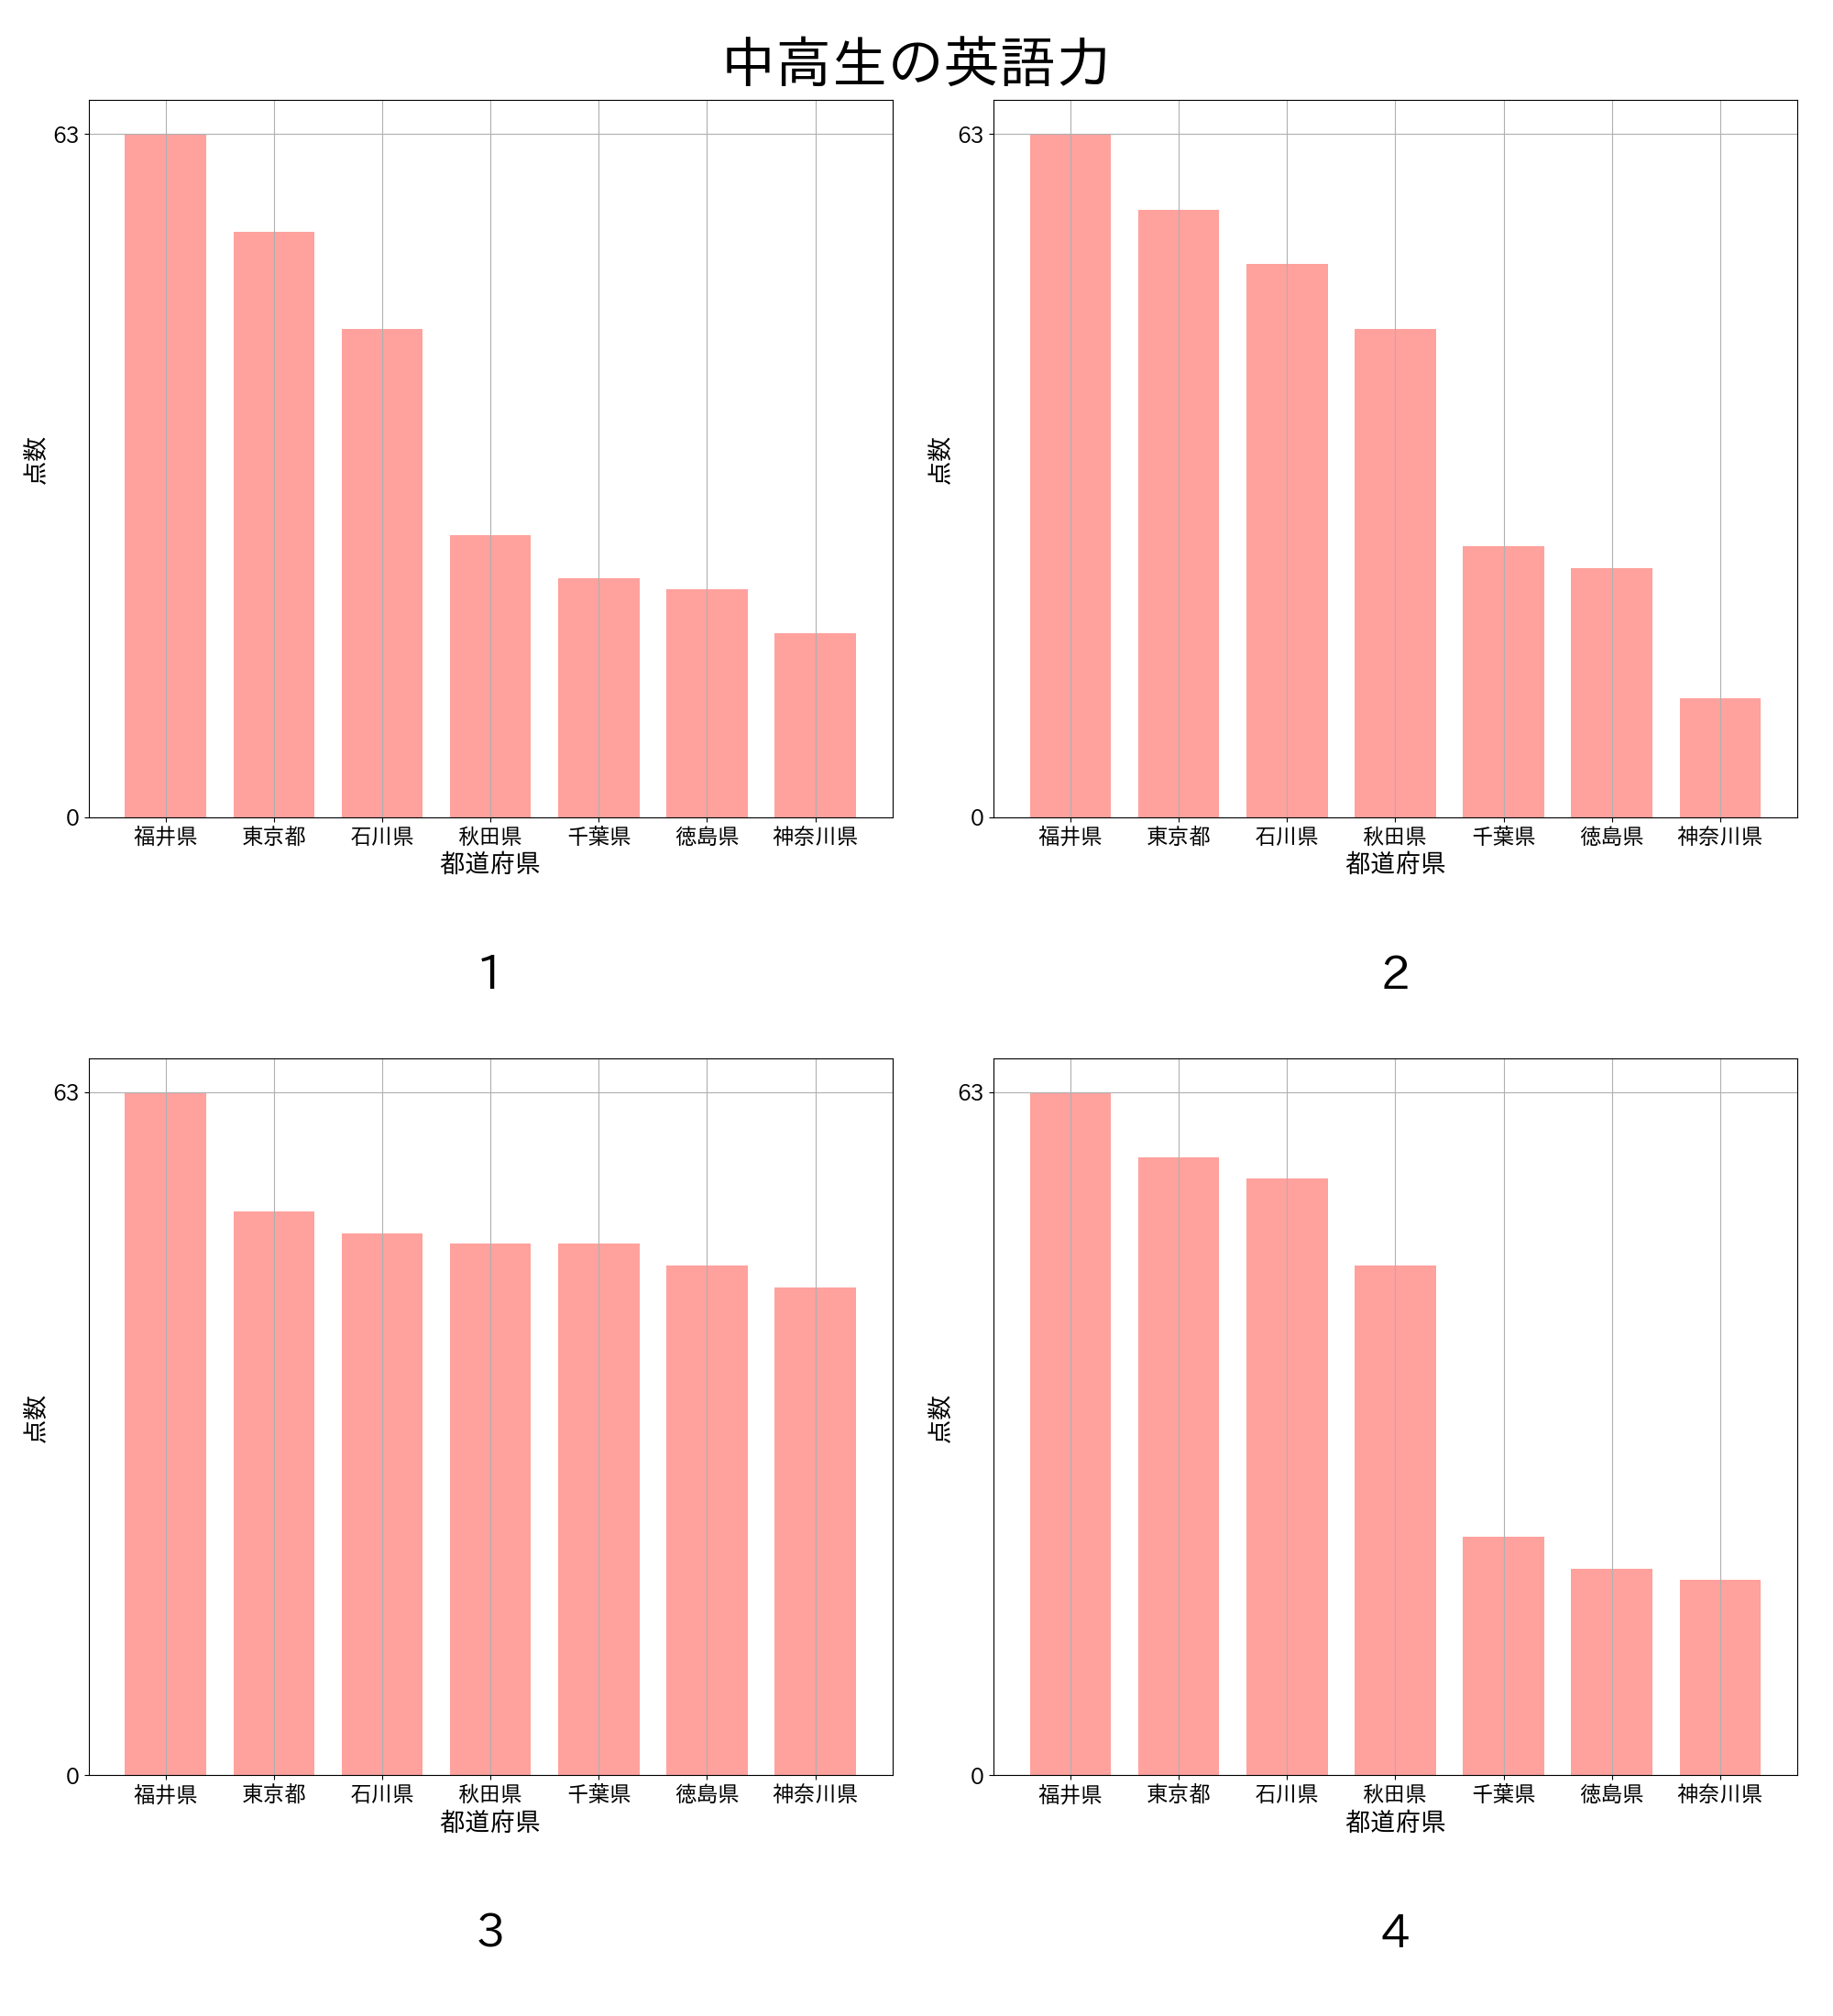 中高生の英語力
63
0
点数
福井県 東京都 石川県 秋田県 千葉県 徳島県 神奈川県
都道府県
1
63
0
点数
福井県 東京都 石川県 秋田県 千葉県 徳島県 神奈川県
都道府県
2
63
0
点数
福井県 東京都 石川県 秋田県 千葉県 徳島県 神奈川県
都道府県
3
63
0
点数
福井県 東京都 石川県 秋田県 千葉県 徳島県 神奈川県
都道府県
4